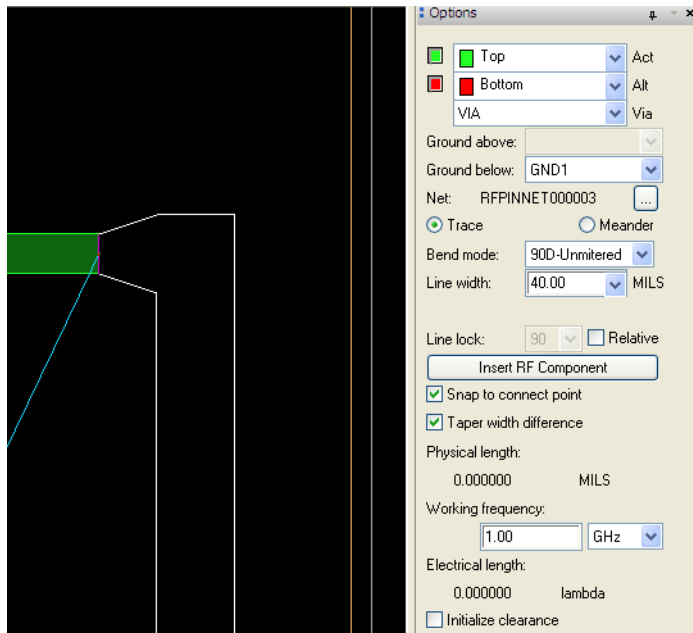 Options
Top Act
Bottom Alt
VIA Via
Ground above:
Ground below: GND1
Net: RFPINNET000003 ...
Trace Meander
Bend mode: 90D-Unmitered
Line width: 40.00 MILS
Line lock: 90 Relative
Insert RF Component
Snap to connect point
Taper width difference
Physical length:
0.000000 MILS
Working frequency:
1.00 GHz
Electrical length:
0.000000 lambda
Initialize clearance